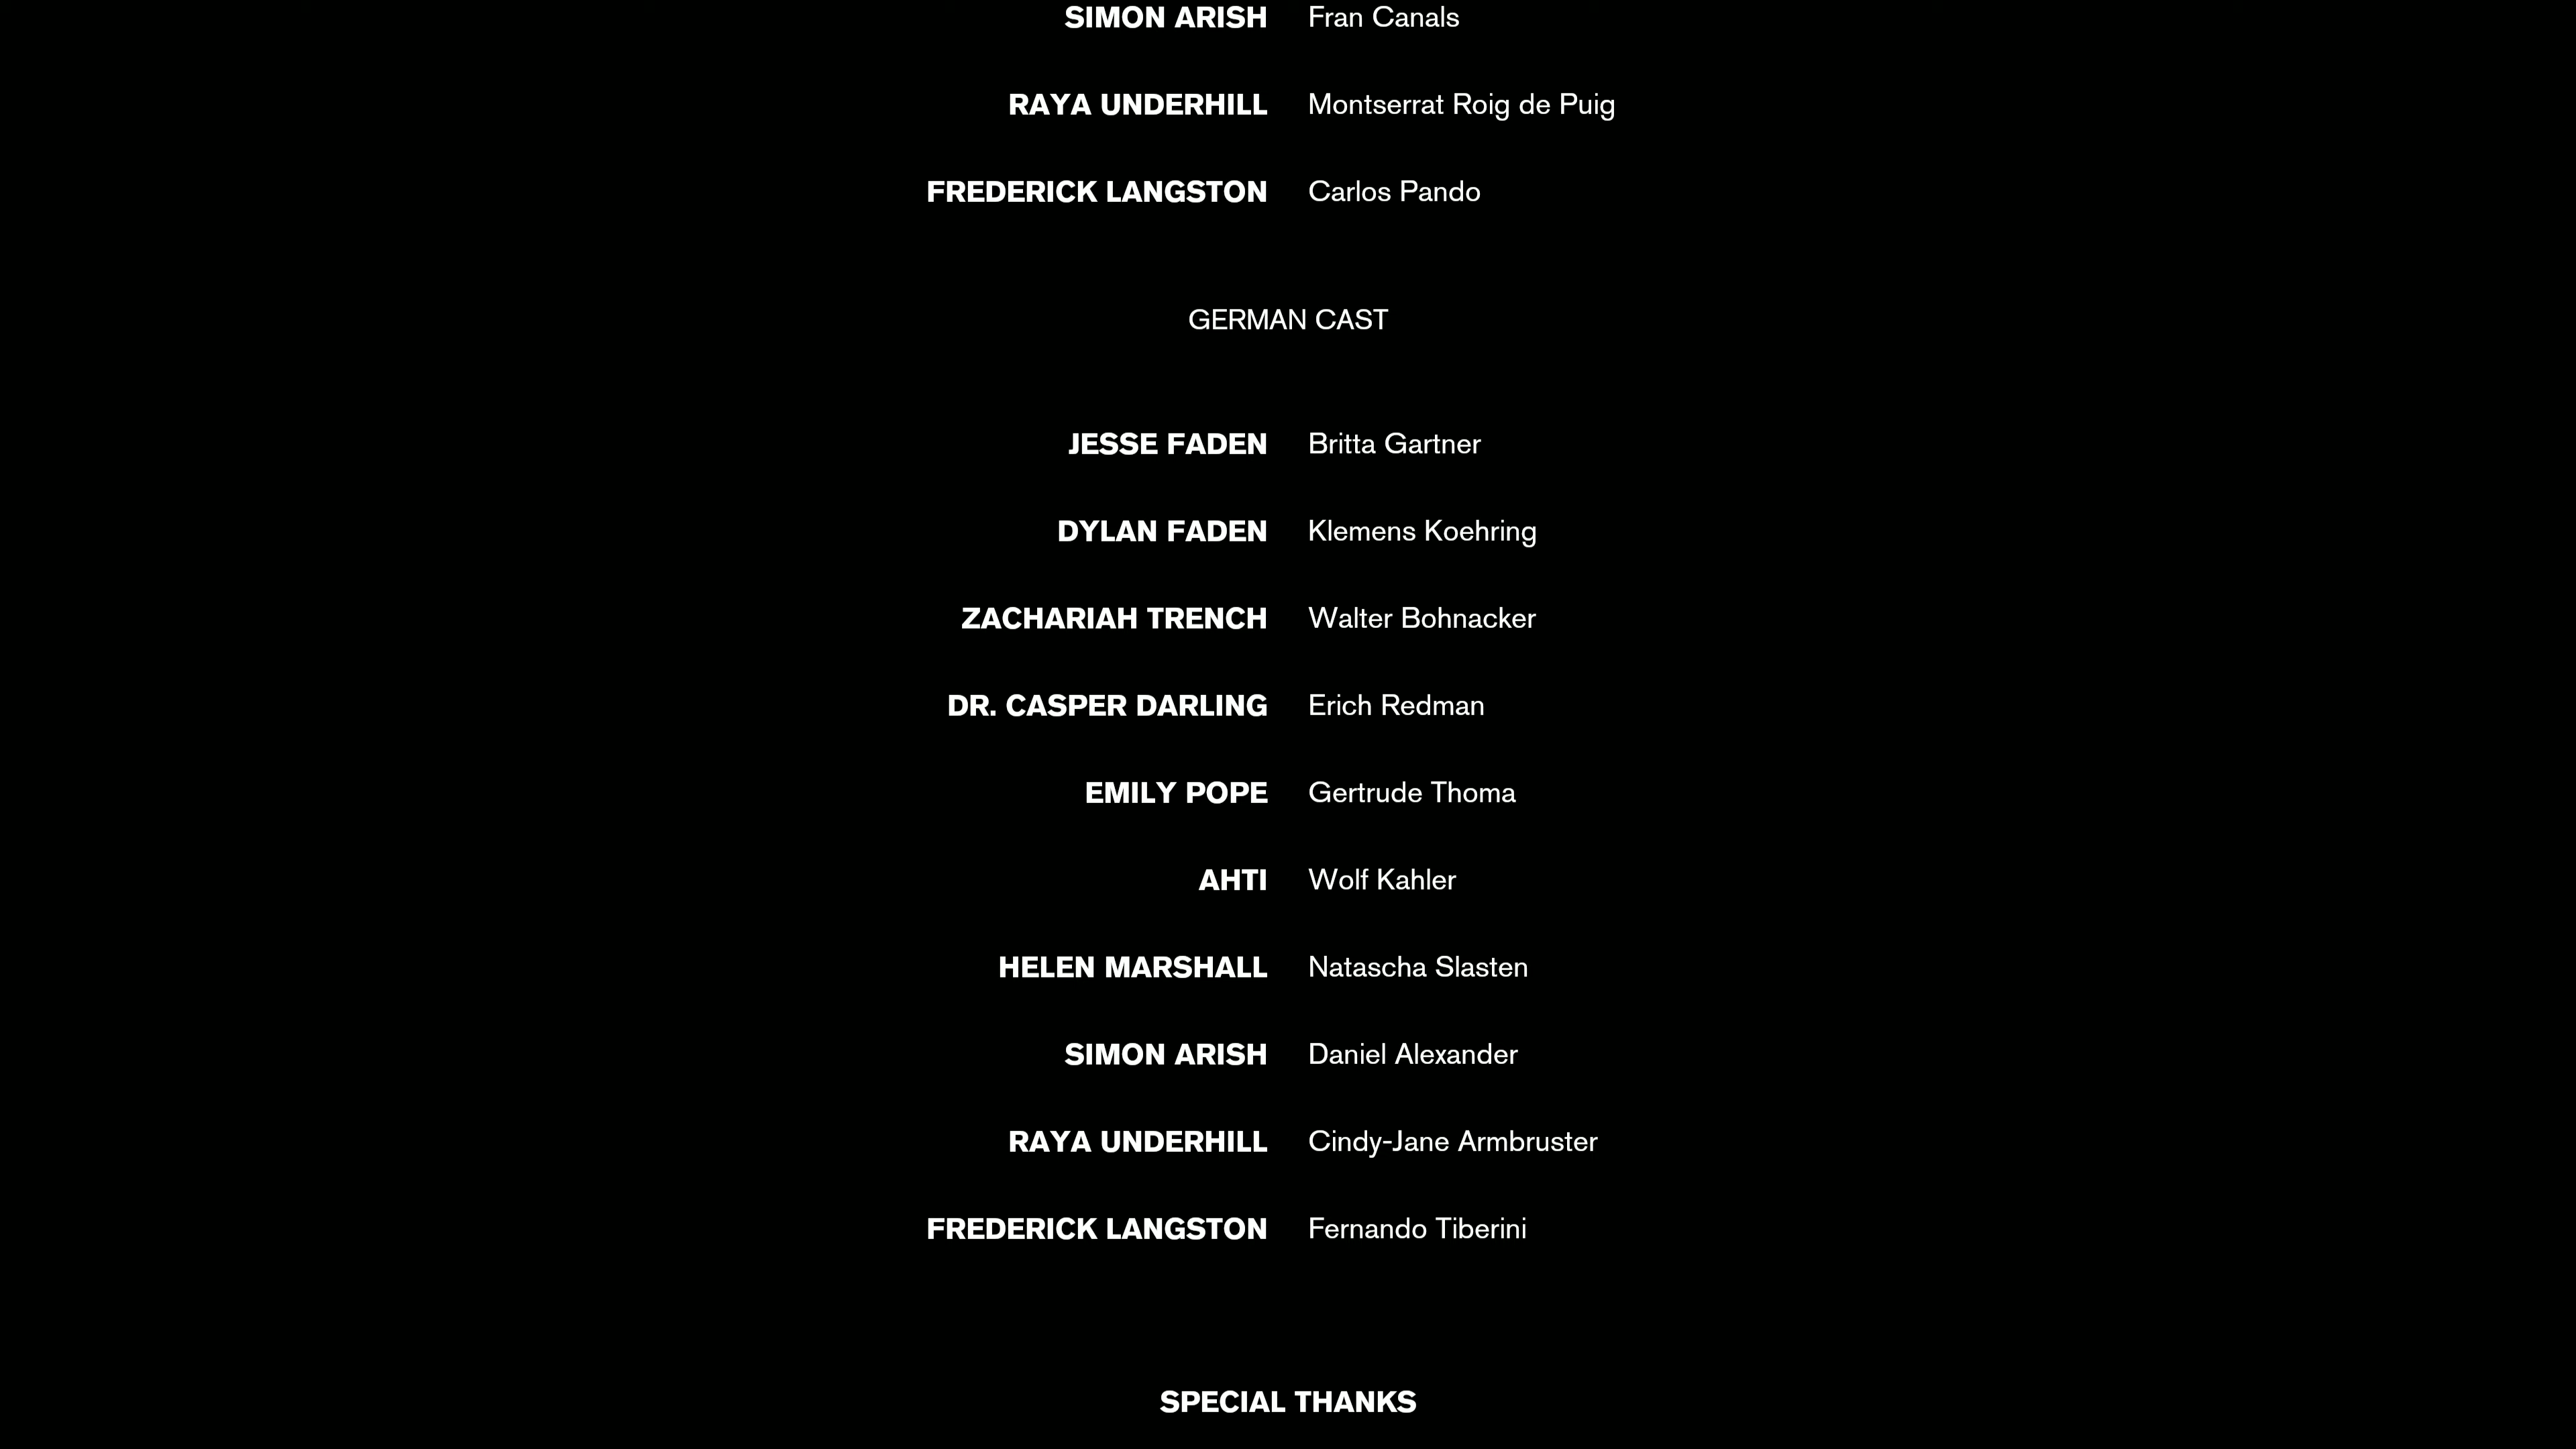 SIMON ARISH Fran Canals
RAYA UNDERHILL Montserrat Roig de Puig
FREDERICK LANGSTON Carlos Pando
GERMAN CAST
JESSE FADEN Britta Gartner
DYLAN FADEN Klemens Koehring
ZACHARIAH TRENCH Walter Bohnacker
DR. CASPER DARLING Erich Redman
EMILY POPE Gertrude Thoma
AHTI Wolf Kahler
HELEN MARSHALL Natascha Slasten
SIMON ARISH Daniel Alexander
RAYA UNDERHILL Cindy-Jane Armbruster
FREDERICK LANGSTON Fernando Tiberini
SPECIAL THANKS